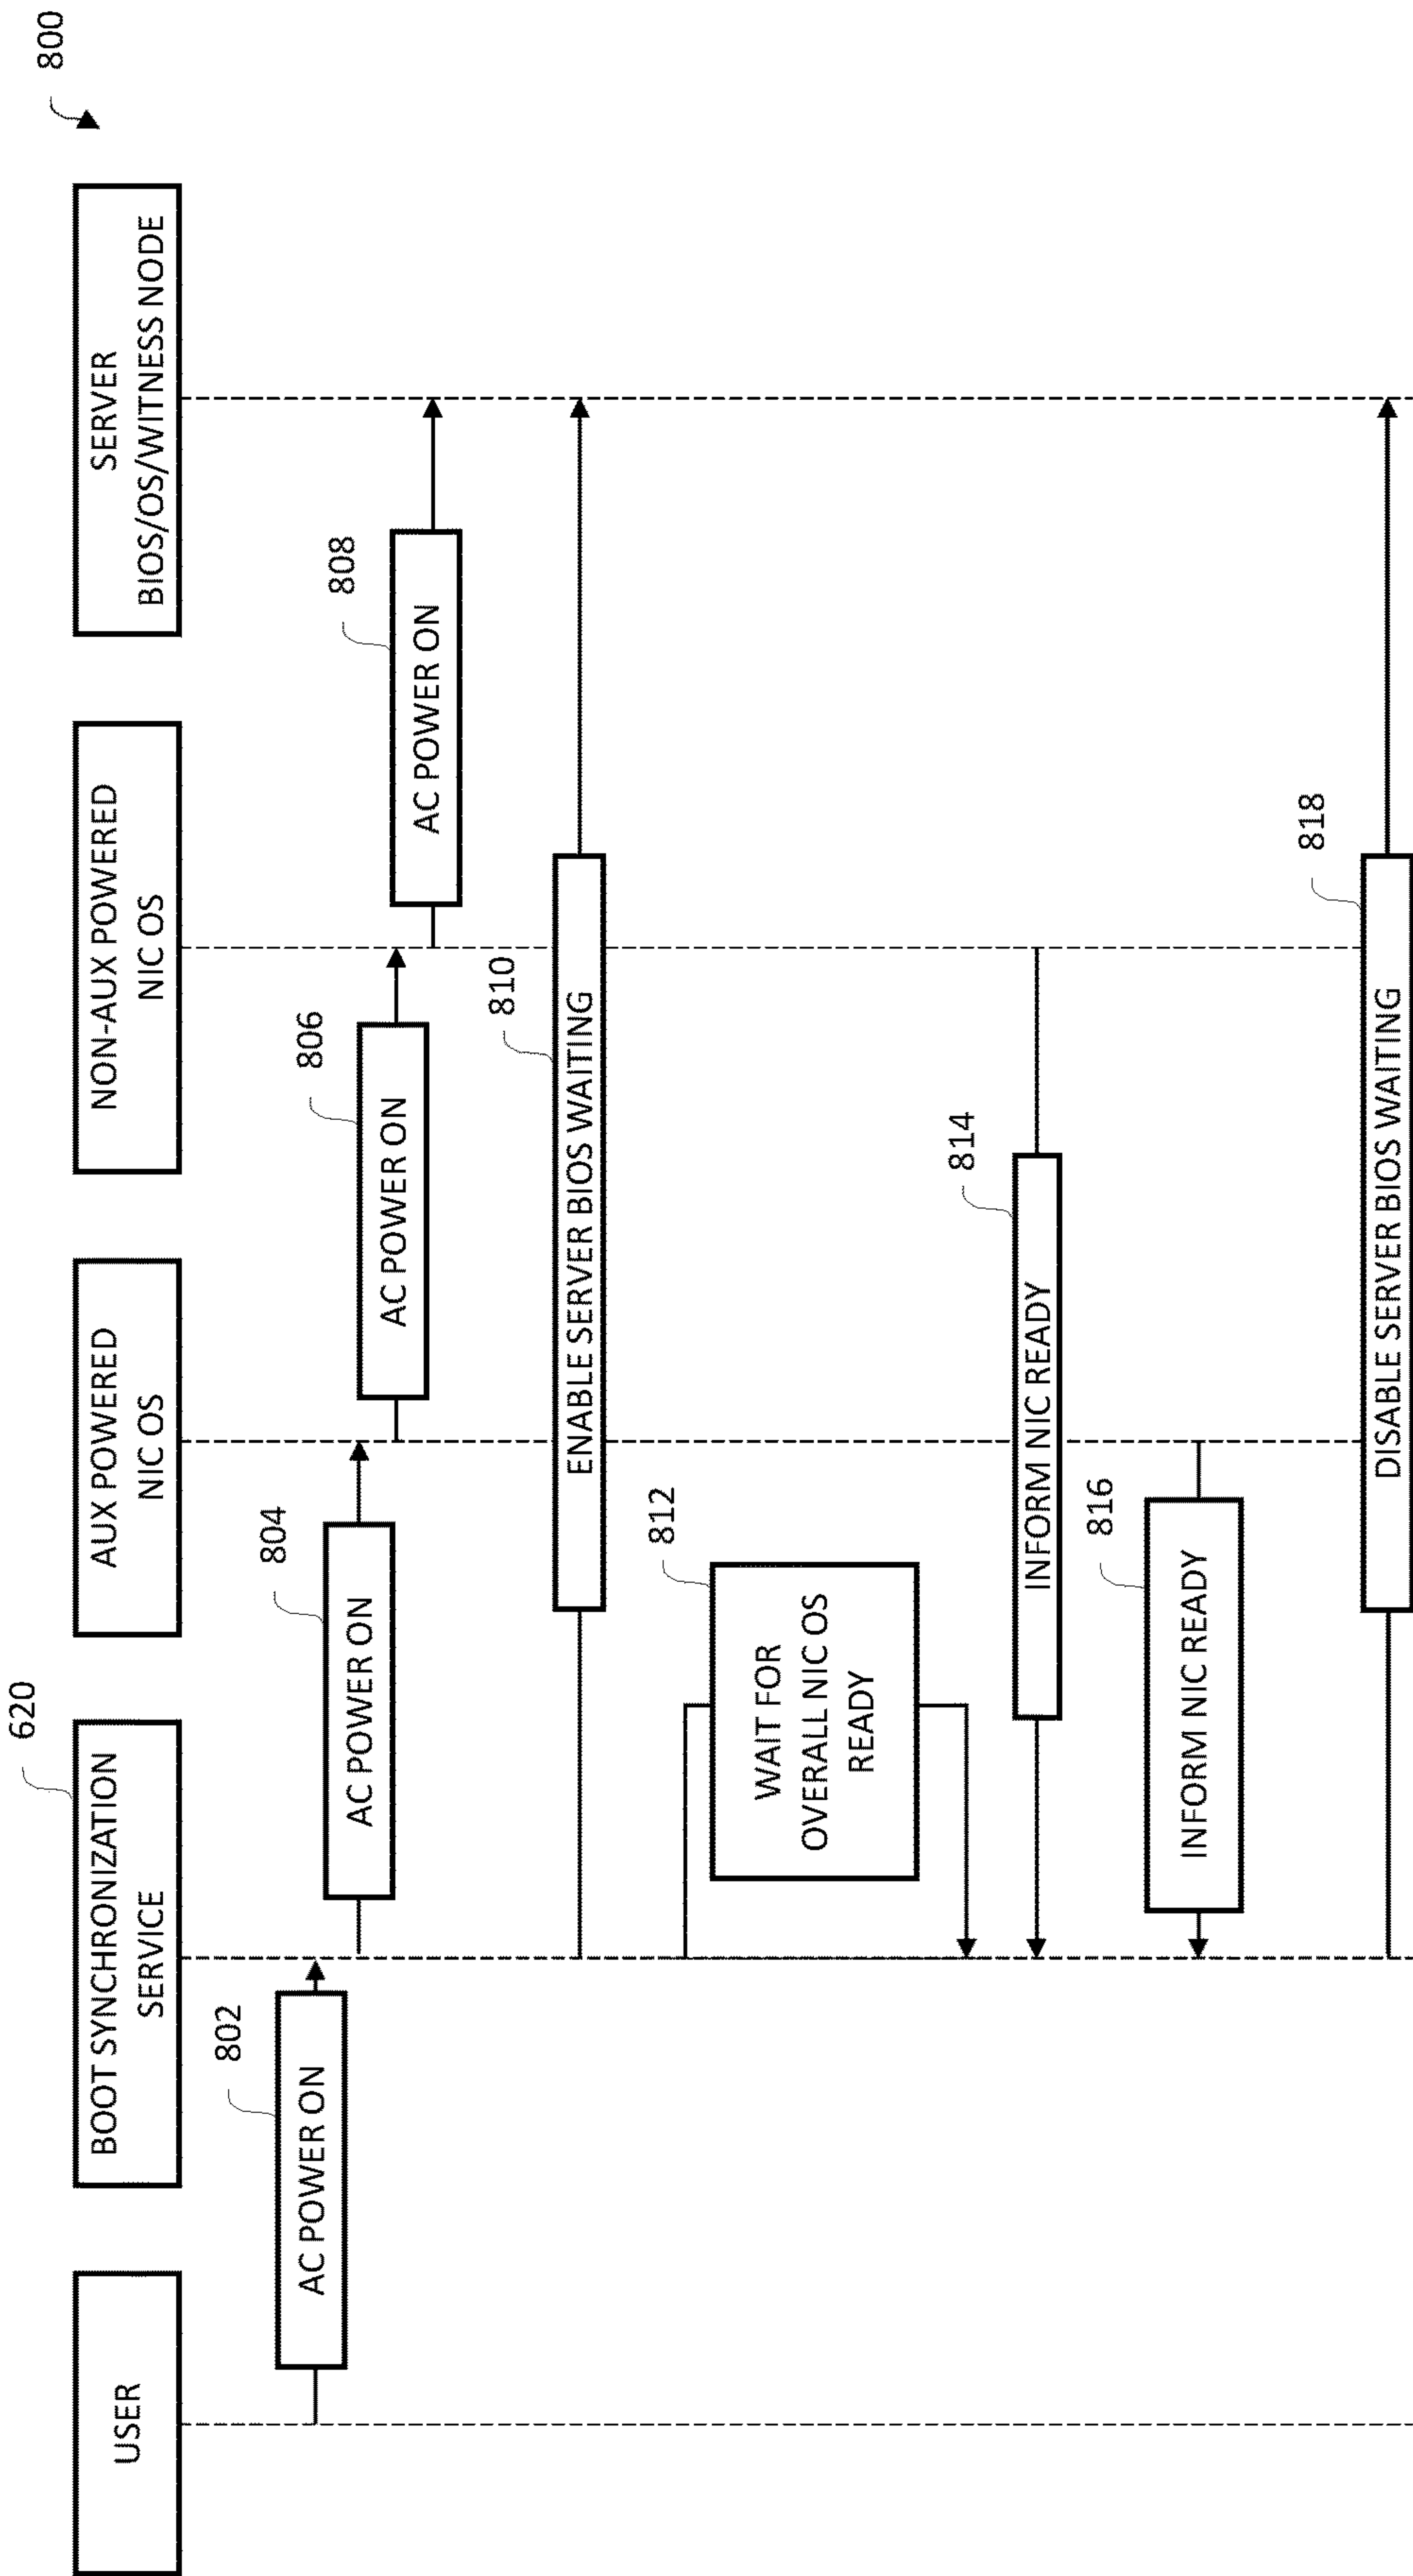 800
USER
620
BOOT SYNCHRONIZATION
SERVICE
AUX POWERED
NIC OS
NON-AUX POWERED
NIC OS
SERVER
BIOS/OS/WITNESS NODE
802
AC POWER ON
804
AC POWER ON
806
AC POWER ON
808
AC POWER ON
810
ENABLE SERVER BIOS WAITING
812
WAIT FOR
OVERALL NIC OS
READY
814
INFORM NIC READY
816
INFORM NIC READY
818
DISABLE SERVER BIOS WAITING